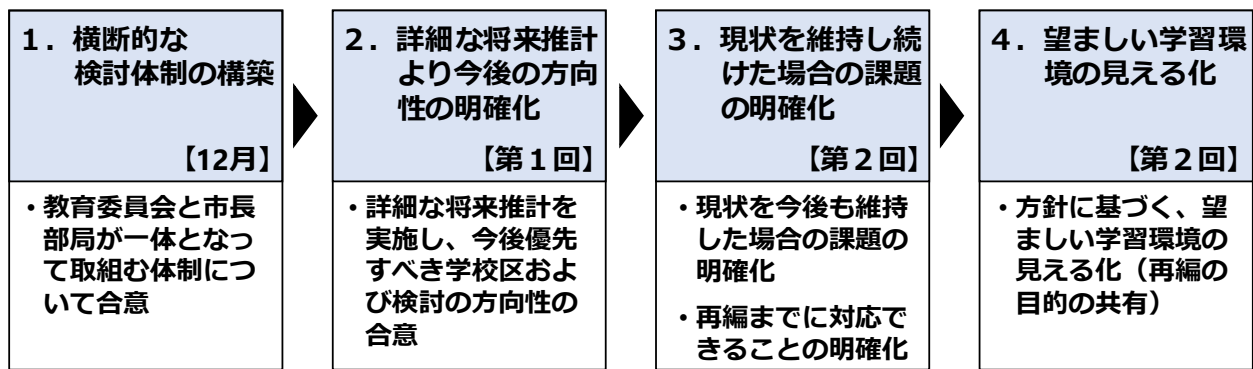 1．横断的な
検討体制の構築
【12月】
・教育委員会と市長
部局が一体となっ
て取組む体制につ
いて合意
2．詳細な将来推計
より今後の方向
性の明確化
【第１回】
・詳細な将来推計を
実施し、今後優先
すべき学校区およ
び検討の方向性の
合意
3．現状を維持し続
けた場合の課題
の明確化
【第２回】
・現状を今後も維持
した場合の課題の
明確化
・再編までに対応で
きることの明確化
4．望ましい学習環
境の見える化
【第２回】
・方針に基づく、望
ましい学習環境の
見える化（再編の
目的の共有）